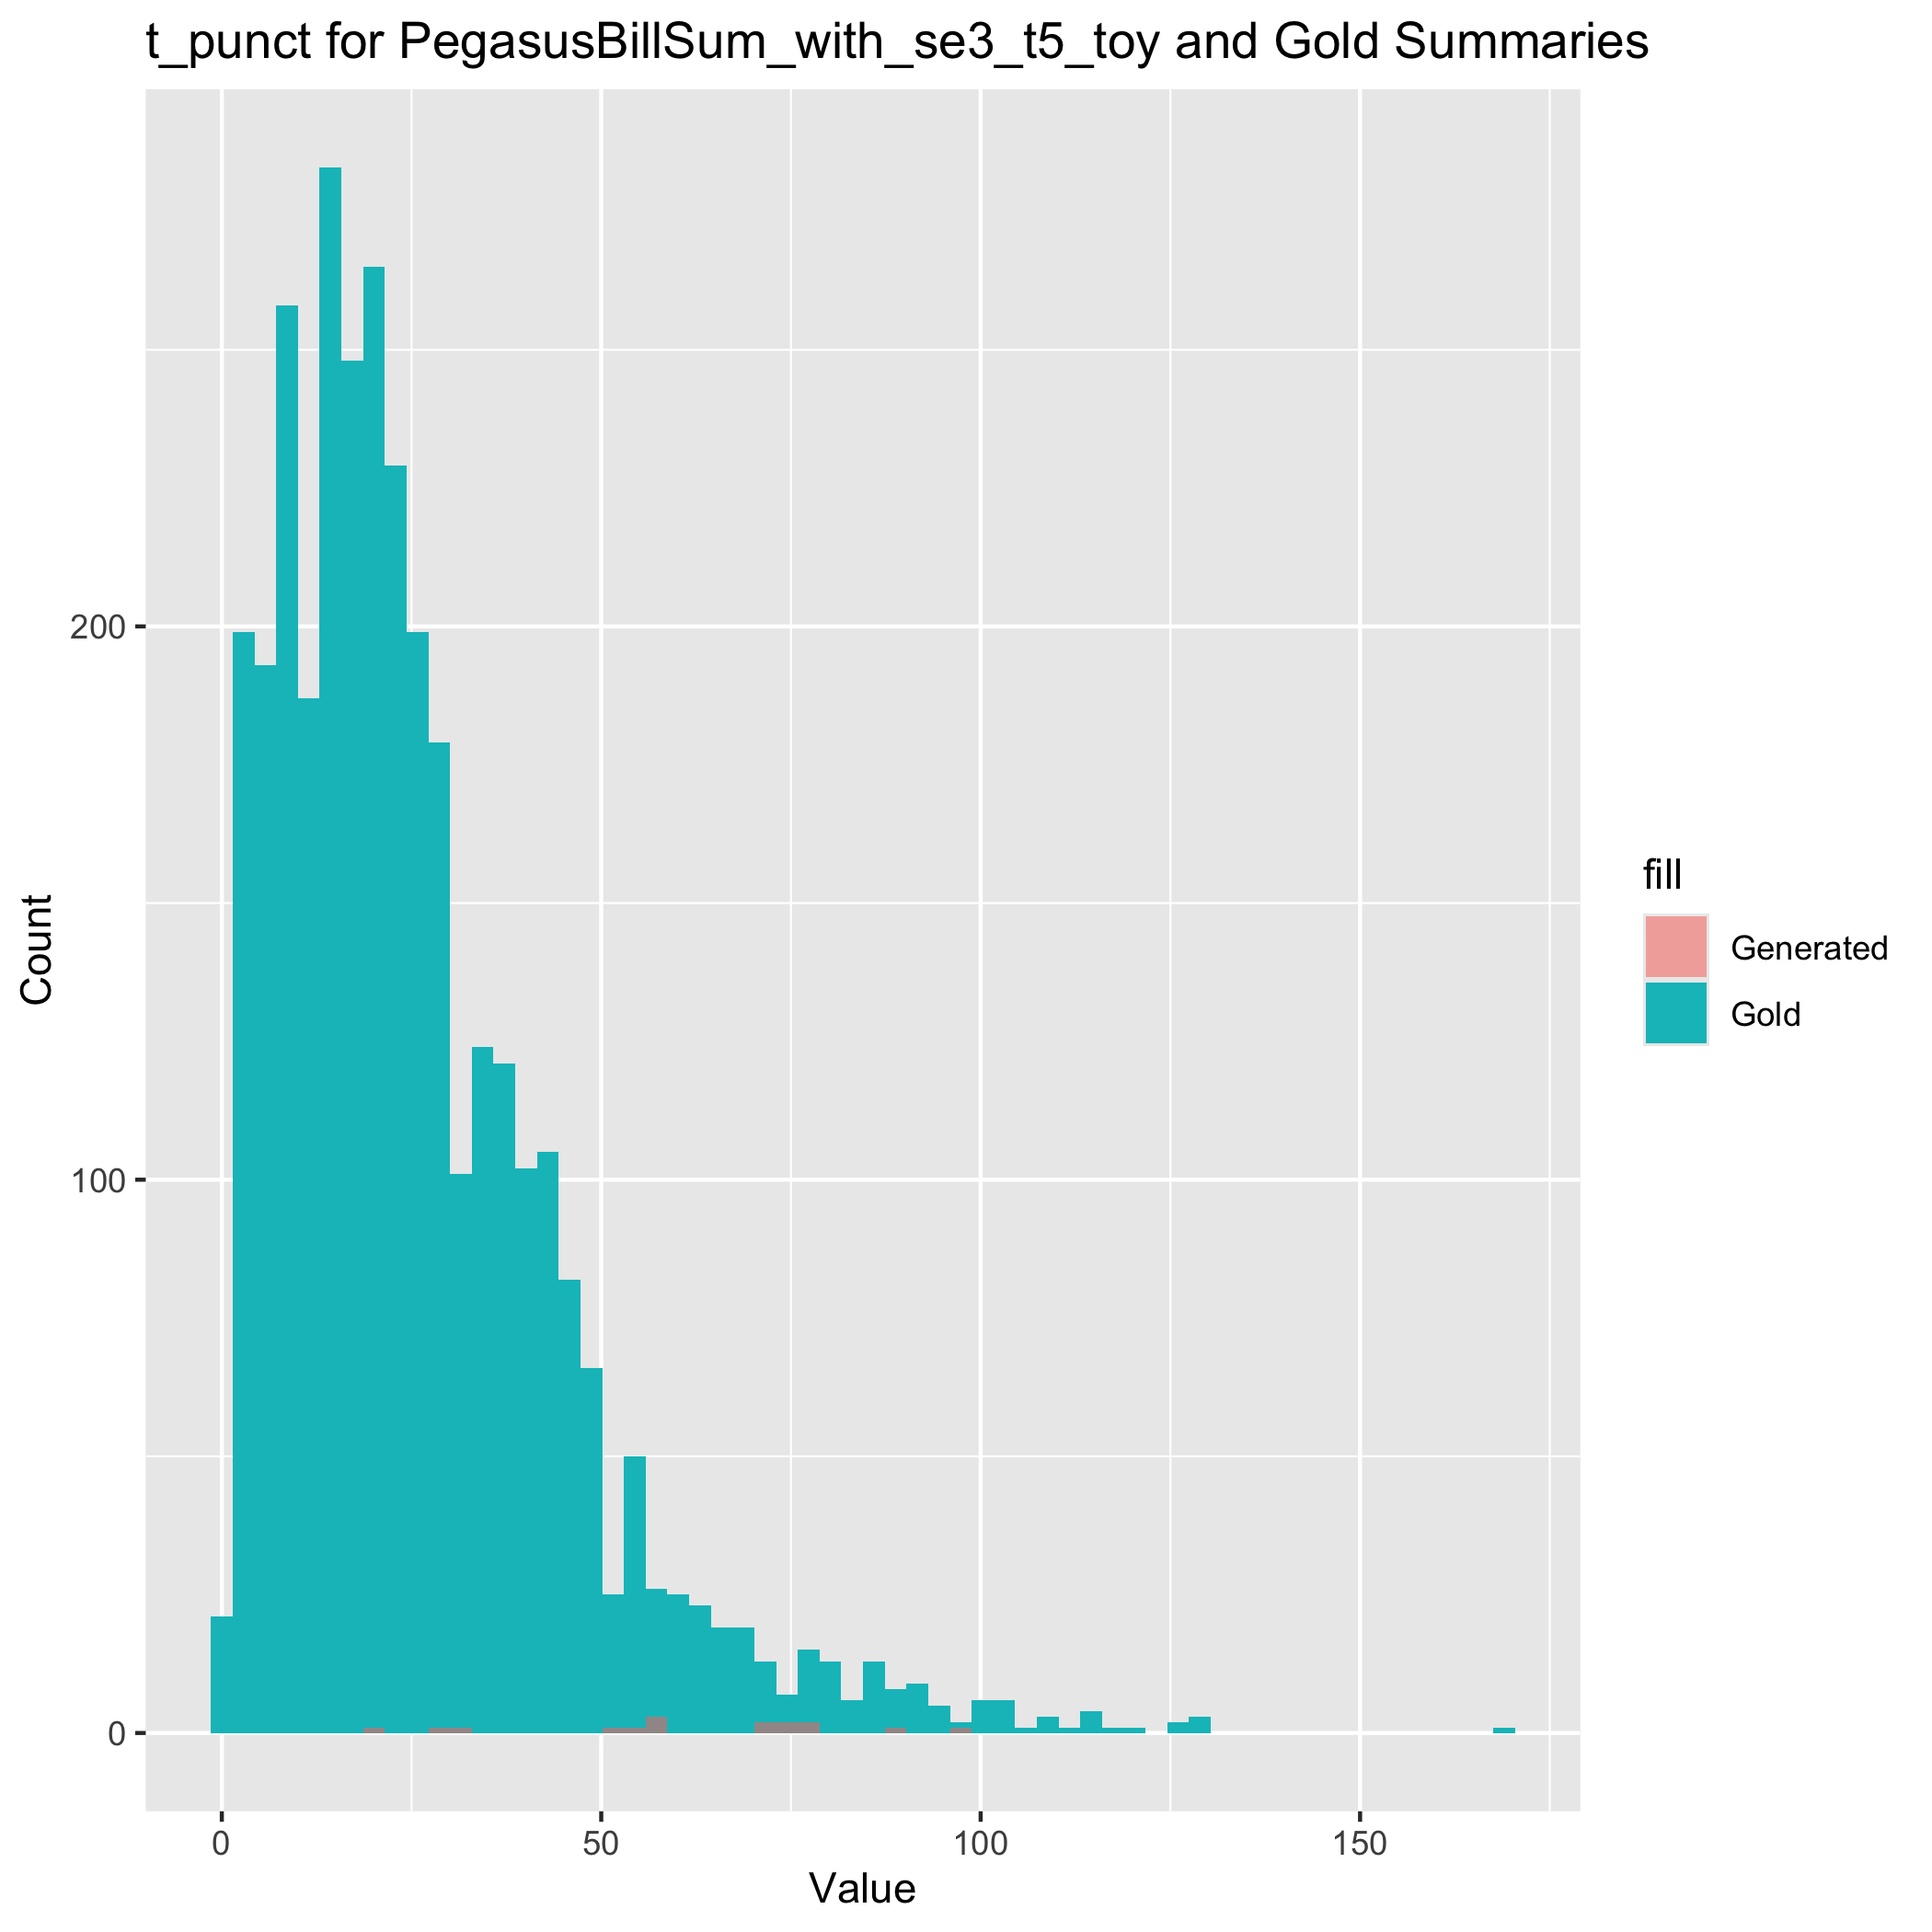 t_punct for PegasusBillSum_with_se3_t5_toy and Gold Summaries
Count
200
100
0
0 50 100 150
Value
fill
Generated
Gold